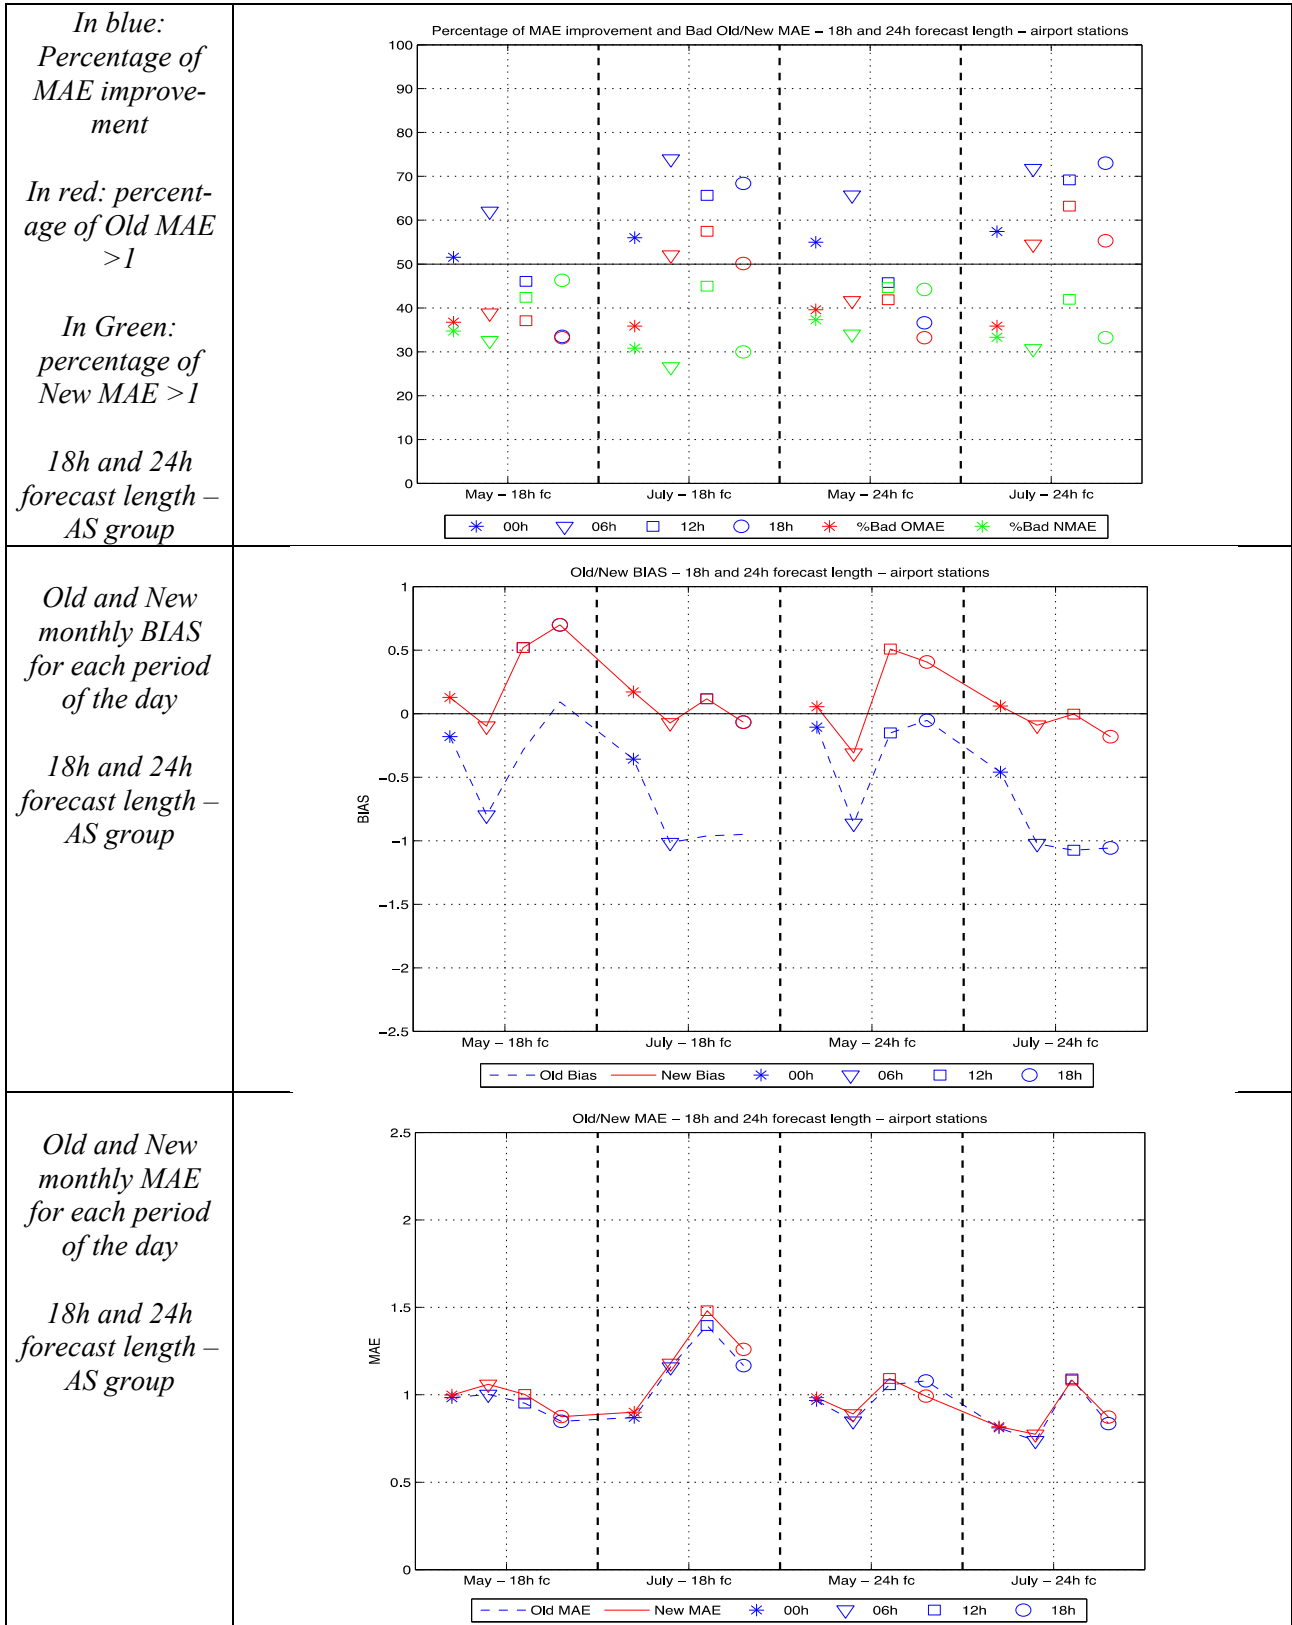 In blue:
Percentage of
MAE improve-
ment
In red: percent-
age of Old MAE
>1
In Green:
percentage of
New MAE >1
18h and 24h
forecast length –
AS group
Percentage of MAE improvement and Bad Old/New MAE – 18h and 24h forecast length – airport stations
100
90
80
70
60
50
40
30
20
10
0
May – 18h fc July – 18h fc May – 24h fc July – 24h fc
00h 06h 12h 18h %Bad OMAE %Bad NMAE
Old and New
monthly BIAS
for each period
of the day
18h and 24h
forecast length –
AS group
Old/New BIAS – 18h and 24h forecast length – airport stations
1
0.5
0
−0.5
−1
−1.5
−2
−2.5
BIAS
May – 18h fc July – 18h fc May – 24h fc July – 24h fc
Old Bias New Bias 00h 06h 12h 18h
Old and New
monthly MAE
for each period
of the day
18h and 24h
forecast length –
AS group
Old/New MAE – 18h and 24h forecast length – airport stations
2.5
2
1.5
1
0.5
0
MAE
May – 18h fc July – 18h fc May – 24h fc July – 24h fc
Old MAE New MAE 00h 06h 12h 18h